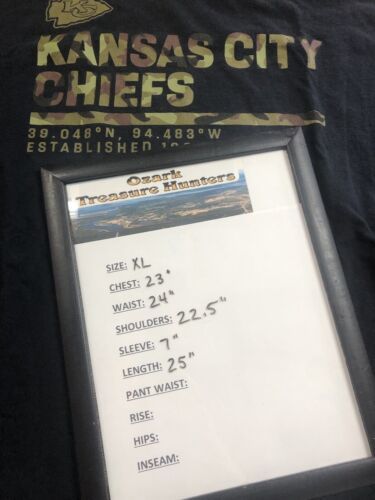 KC
KANSAS CITY
CHIEFS
39.048°N, 94.483°W
ESTABLISHED
Ozark
Treasure Hunters
SIZE: XL
CHEST: 23"
WAIST: 24"
SHOULDERS: 22.5"
SLEEVE: 7"
LENGTH: 25"
PANT WAIST:
RISE:
HIPS:
INSEAM: